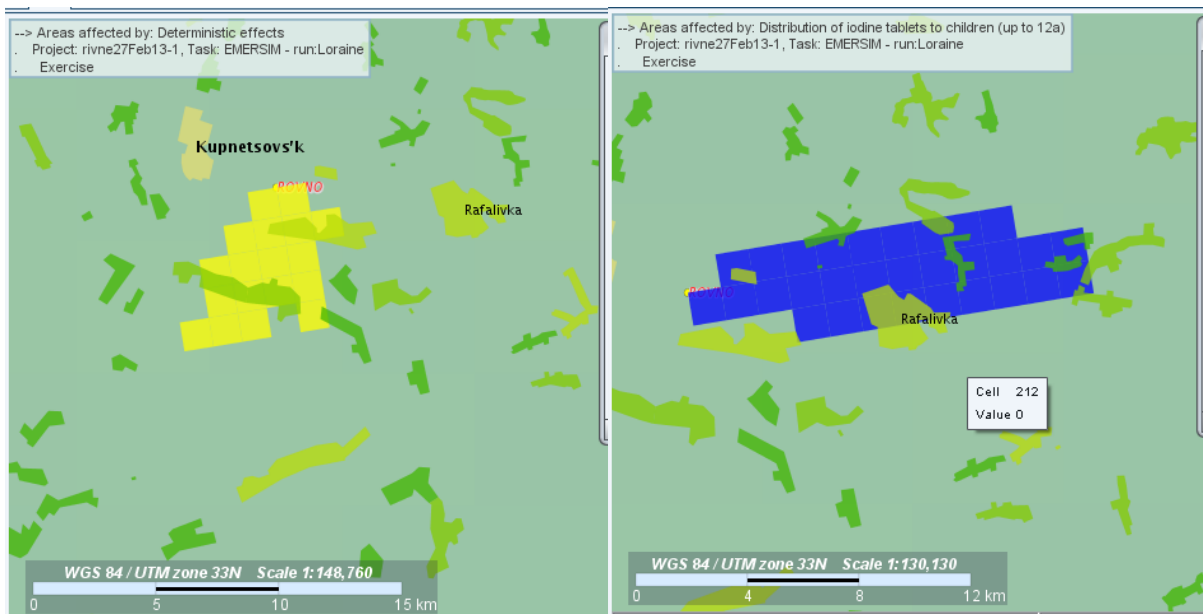 --> Areas affected by: Deterministic effects
. Project: rivne27Feb13-1, Task: EMERSIM - run:Loraine
. Exercise
Kupnetsovs'k
ROVNO
Rafalivka
WGS 84 / UTM zone 33N Scale 1:148,760
0 5 10 15 km
--> Areas affected by: Distribution of iodine tablets to children (up to 12a)
. Project: rivne27Feb13-1, Task: EMERSIM - run:Loraine
. Exercise
ROVNO
Rafalivka
Cell 212
Value 0
WGS 84 / UTM zone 33N Scale 1:130,130
0 4 8 12 km